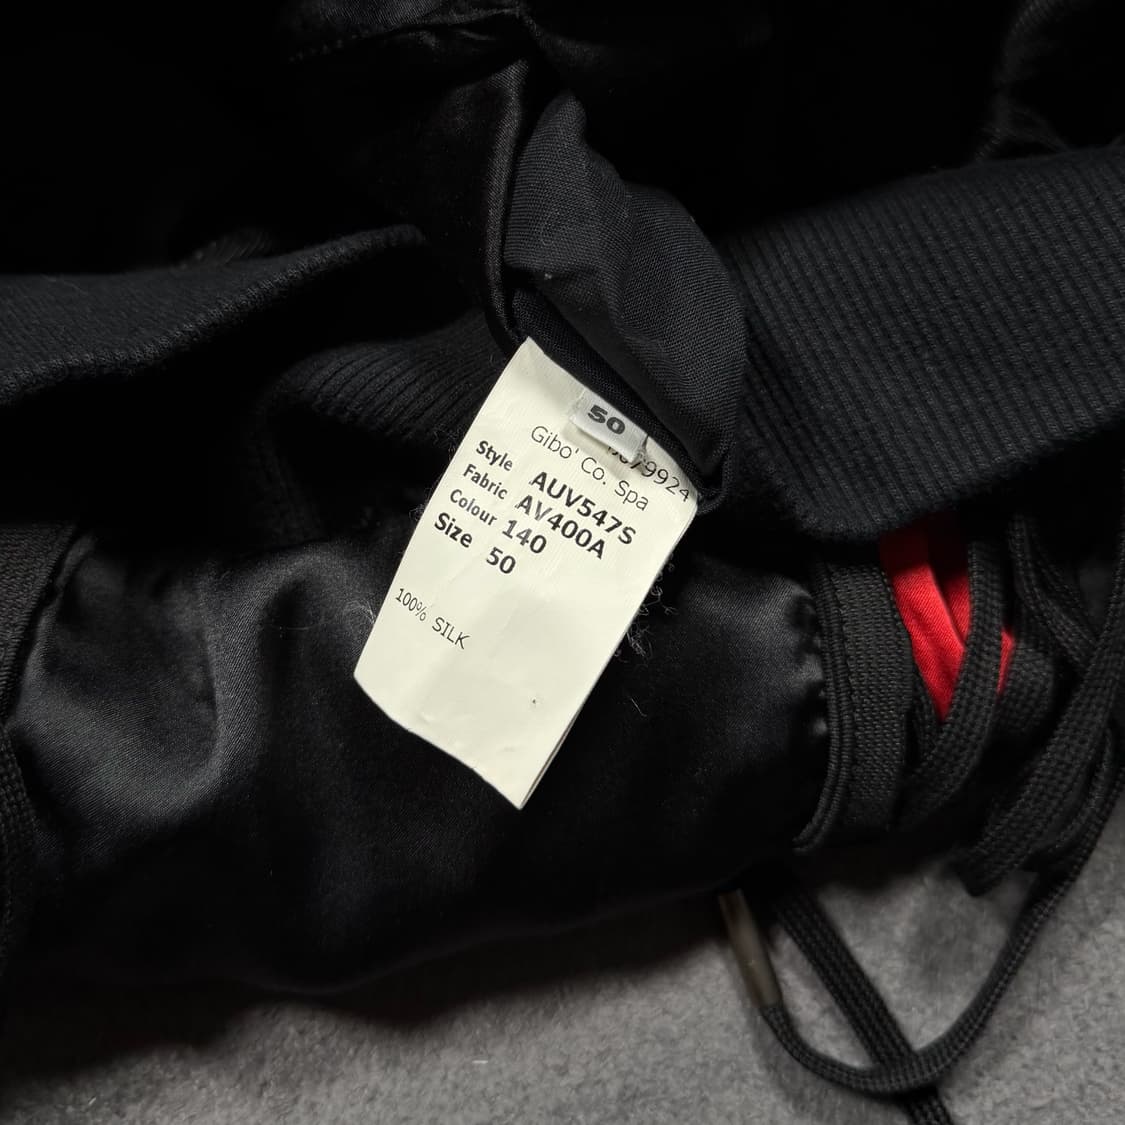 50
Gibo' Co. Spa
Style AUV547S
Fabric AV400A
Colour 140
Size 50
100% SILK